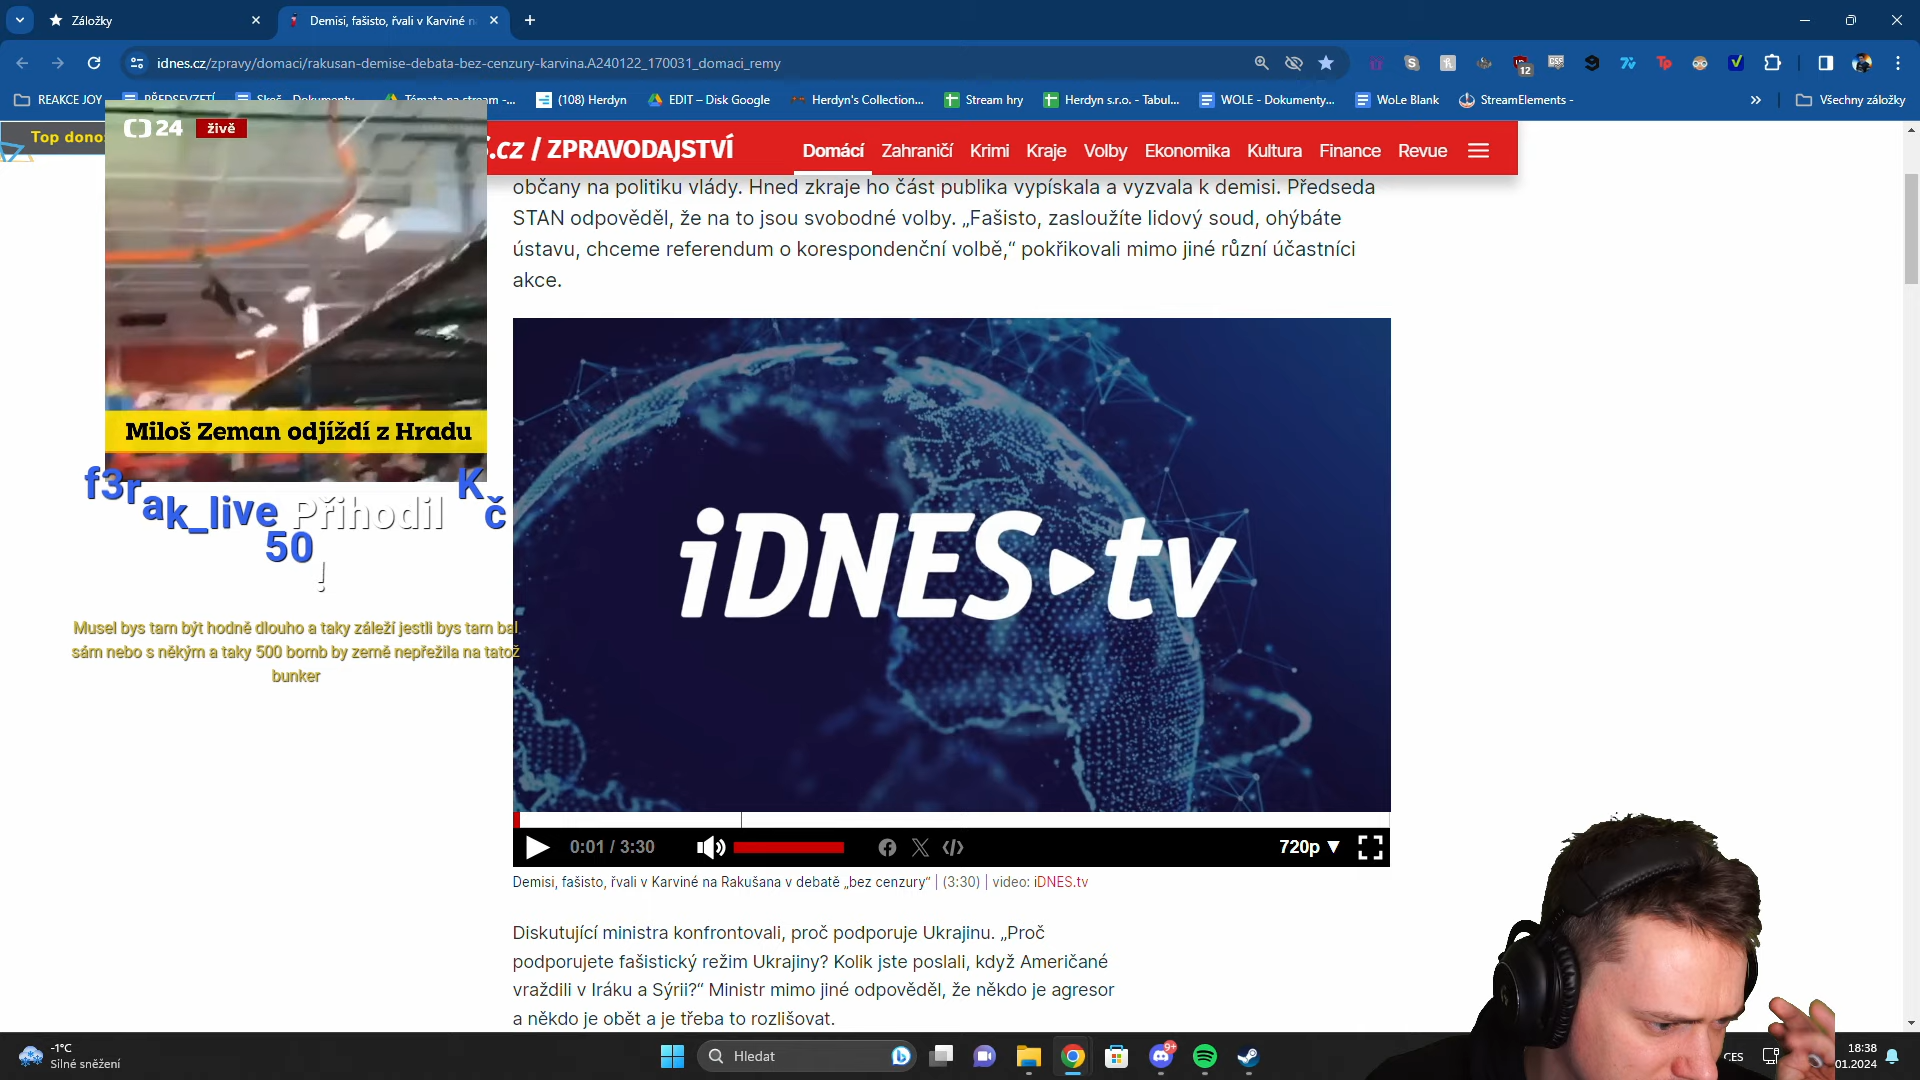 Záložky
Demisi, fašisto, řvali v Karviné n
idnes.cz/zpravy/domaci/rakusan-demise-debata-bez-cenzury-karvina.A240122_170031_domaci_remy
12
REAKCE JOY
PŘEDSEVZETÍ
Témata na stream -...
(108) Herdyn
EDIT – Disk Google
Herdyn's Collection...
Stream hry
Herdyn s.r.o. - Tabul...
WOLE - Dokumenty...
WoLe Blank
StreamElements -
Všechny záložky
Top dono
24 živě
Miloš Zeman odjíždí z Hradu
f3rak_live Přihodil Kč
50
!
Musel bys tam být hodně dlouho a taky záleží jestli bys tam bal
sám nebo s někým a taky 500 bomb by země nepřežila na tatož
bunker
.cz / ZPRAVODAJSTVÍ
Domácí Zahraničí Krimi Kraje Volby Ekonomika Kultura Finance Revue
občany na politiku vlády. Hned zkraje ho část publika vypískala a vyzvala k demisi. Předseda
STAN odpověděl, že na to jsou svobodné volby. „Fašisto, zasloužíte lidový soud, ohýbáte
ústavu, chceme referendum o korespondenční volbě,“ pokřikovali mimo jiné různí účastníci
akce.
iDNES tv
0:01 / 3:30
720p
Demisi, fašisto, řvali v Karviné na Rakušana v debatě „bez cenzury“ | (3:30) | video: iDNES.tv
Diskutující ministra konfrontovali, proč podporuje Ukrajinu. „Proč
podporujete fašistický režim Ukrajiny? Kolik jste poslali, když Američané
vraždili v Iráku a Sýrii?“ Ministr mimo jiné odpověděl, že někdo je agresor
a někdo je oběť a je třeba to rozlišovat.
-1°C
Silné sněžení
Hledat
9+
CES
18:38
01.2024